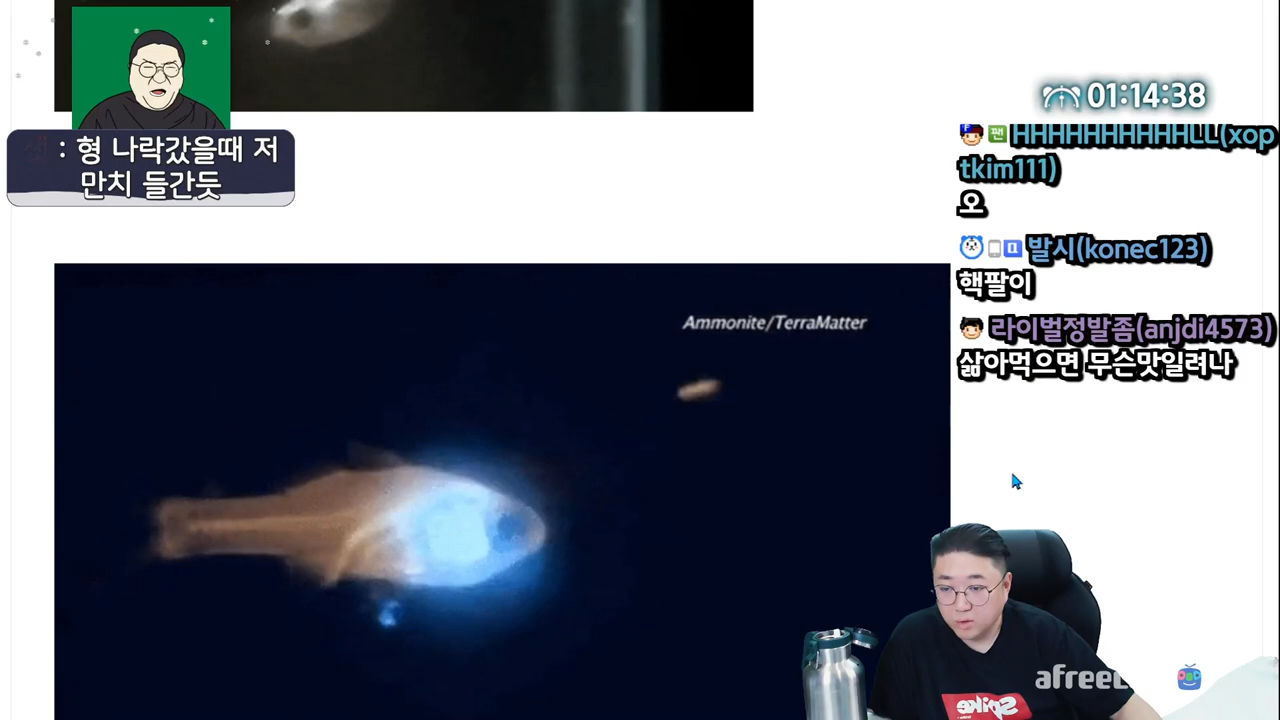 : 형 나락갔을때 저
만치 들간듯
01:14:38
팬 HHHHHHHHHHHLL(xop
tkim111)
오
발시(konec123)
핵팔이
라이벌정발좀(anjdi4573)
삶아먹으면 무슨맛일려나
Ammonite/TerraMatter
afreec